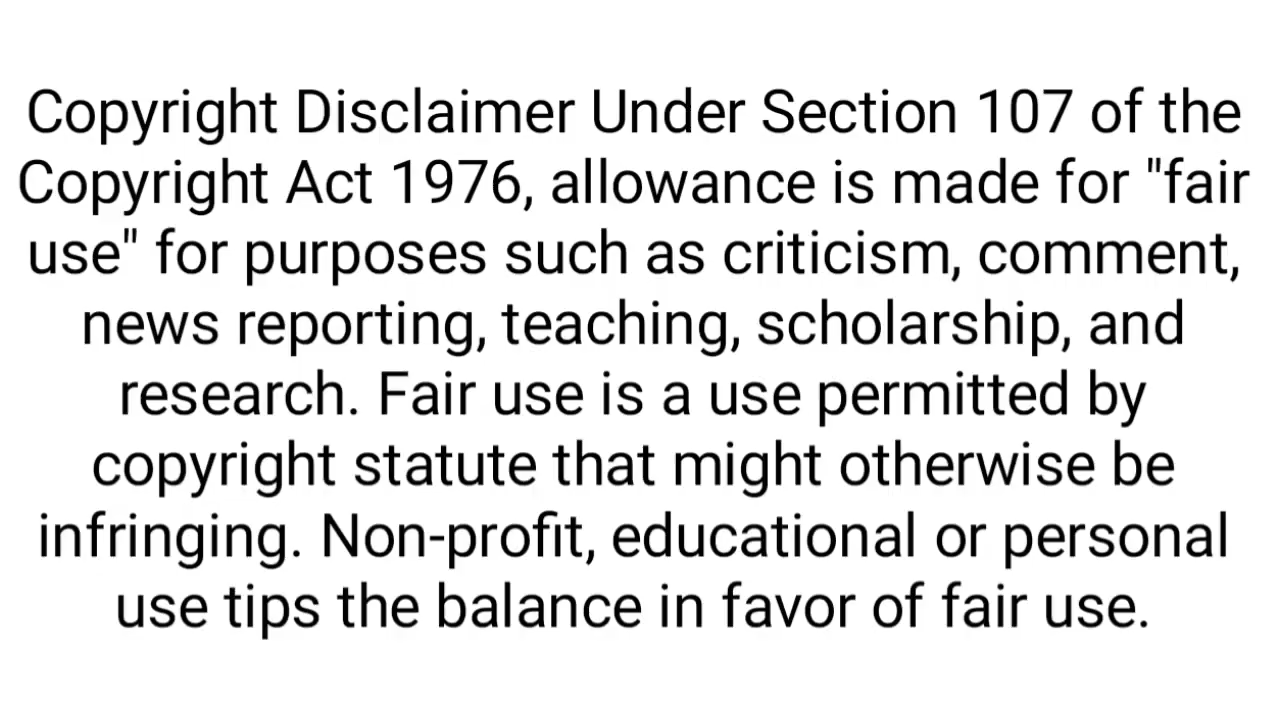 Copyright Disclaimer Under Section 107 of the
Copyright Act 1976, allowance is made for "fair
use" for purposes such as criticism, comment,
news reporting, teaching, scholarship, and
research. Fair use is a use permitted by
copyright statute that might otherwise be
infringing. Non-profit, educational or personal
use tips the balance in favor of fair use.